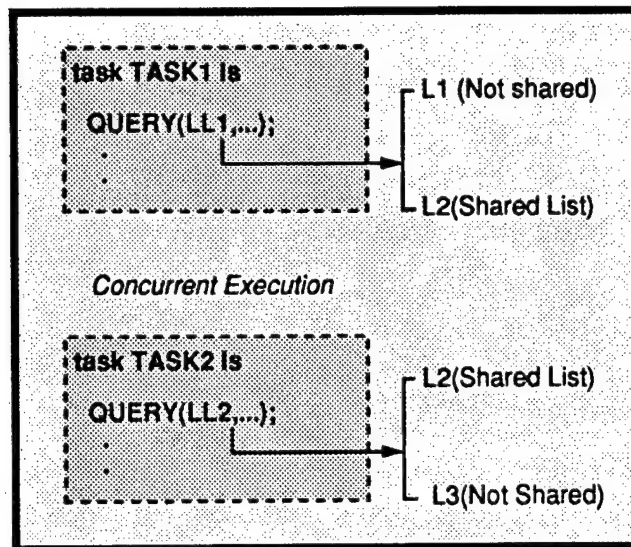 task TASK1 is
QUERY(LL1,...);
.
.
L1 (Not shared)
L2(Shared List)
Concurrent Execution
task TASK2 is
QUERY(LL2,...);
.
.
L2(Shared List)
L3(Not Shared)